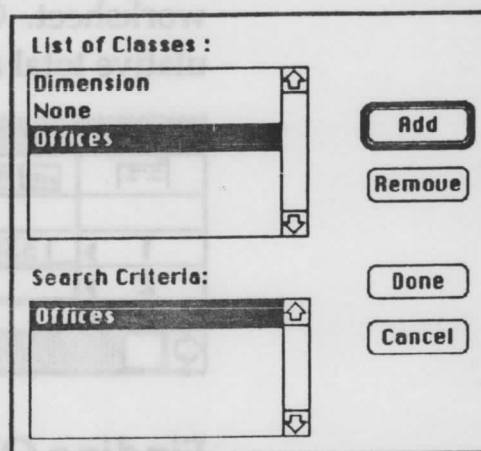 List of Classes :
Dimension
None
Offices
Add
Remove
Search Criteria:
Offices
Done
Cancel